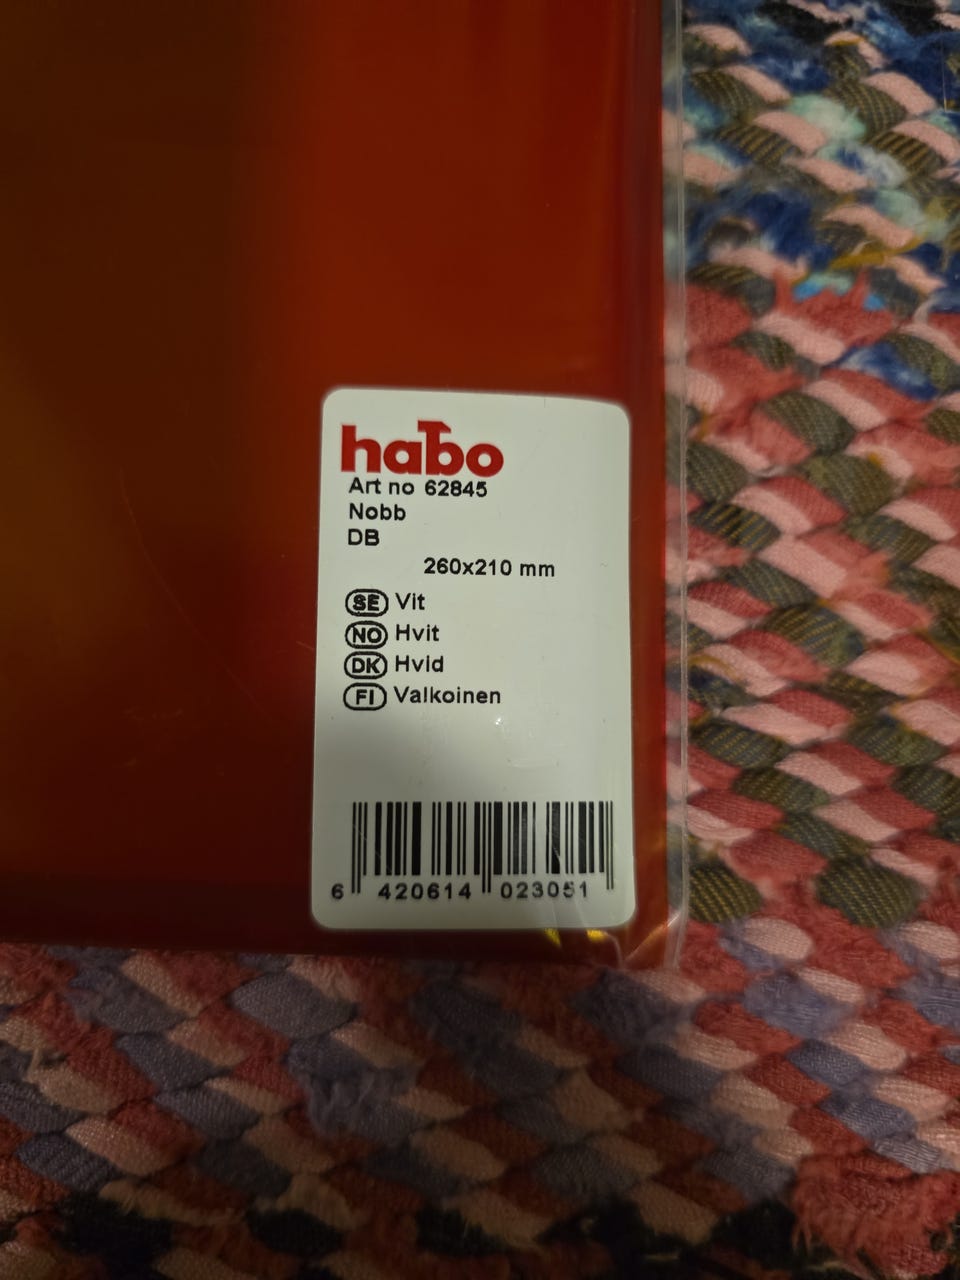 habo
Art no 62845
Nobb
DB
260x210 mm
SE Vit
NO Hvit
DK Hvid
FI Valkoinen
6 420614 023051